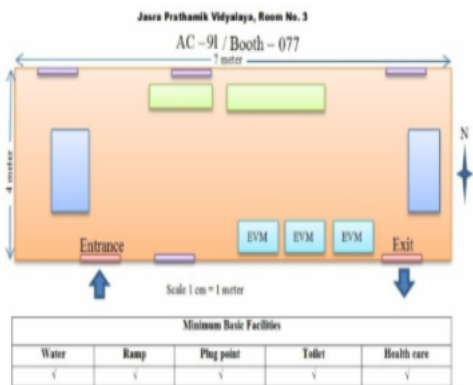 Jasra Prathamik Vidyalaya, Room No. 3
AC – 91 / Booth – 077
7 meter
4 meter
N
EVM EVM EVM
Entrance
Exit
Scale 1 cm = 1 meter
Minimum Basic Facilities
Water Ramp Plug point Toilet Health care
√ √ √ √ √